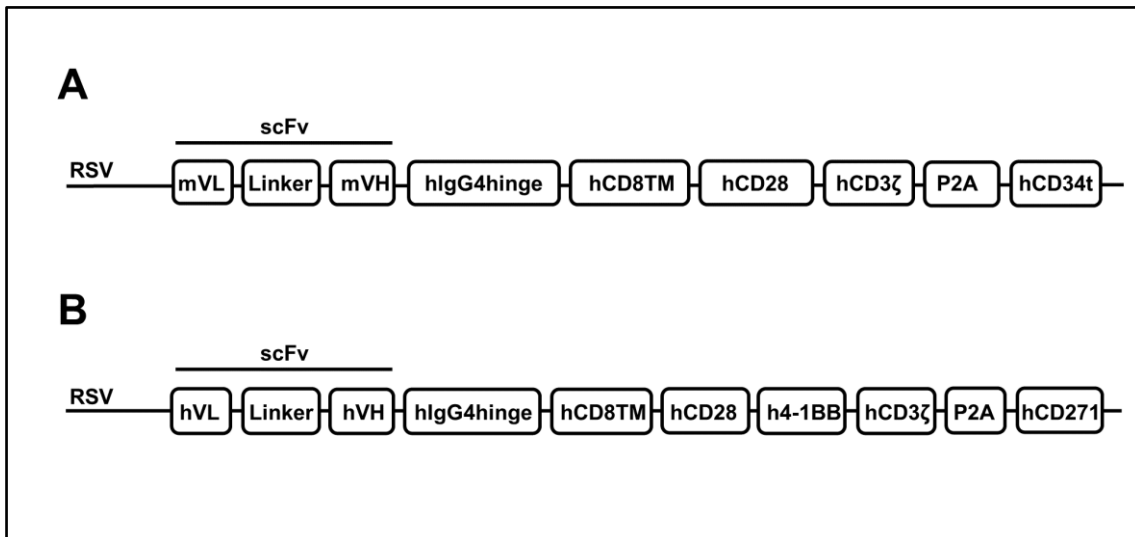 A
scFv
RSV
mVL Linker mVH hIgG4hinge hCD8TM hCD28 hCD3ζ P2A hCD34t
B
scFv
RSV
hVL Linker hVH hIgG4hinge hCD8TM hCD28 h4-1BB hCD3ζ P2A hCD271